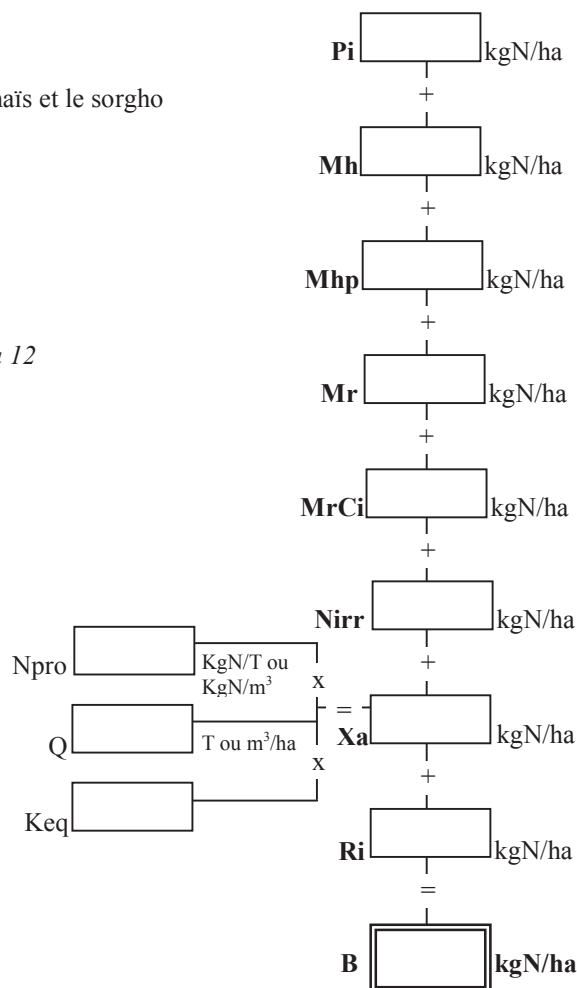 Pi kgN/ha
+
naïs et le sorgho
Mh kgN/ha
+
Mhp kgN/ha
+
12
Mr kgN/ha
+
MrCi kgN/ha
+
Nirr kgN/ha
+
Npro KgN/T ou
KgN/m³
x
=
Q T ou m³/ha
Xa kgN/ha
x
+
Keq
Ri kgN/ha
=
B kgN/ha